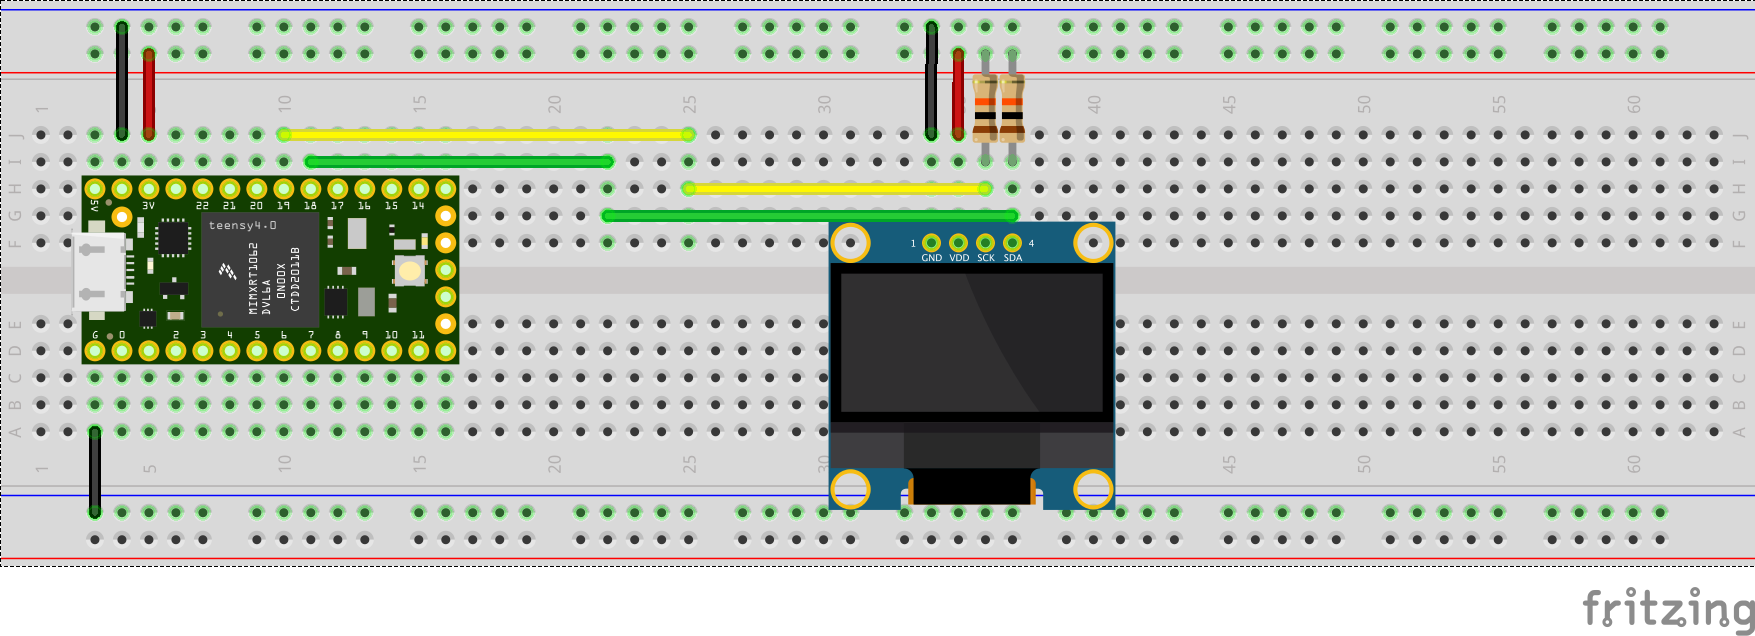 1 5 10 15 20 25 30 35 40 45 50 55 60
J J
I I
H H
G G
F F
5V 3V 22 21 20 19 18 17 16 15 14
teensy4.0
MIMXRT1062
DVL6A
0N00X
CTDD2011B
1 4
GND VDD SCK SDA
G 0 2 3 4 5 6 7 8 9 10 11
E E
D D
C C
B B
A A
1 5 10 15 20 25 30 45 50 55 60
fritzing